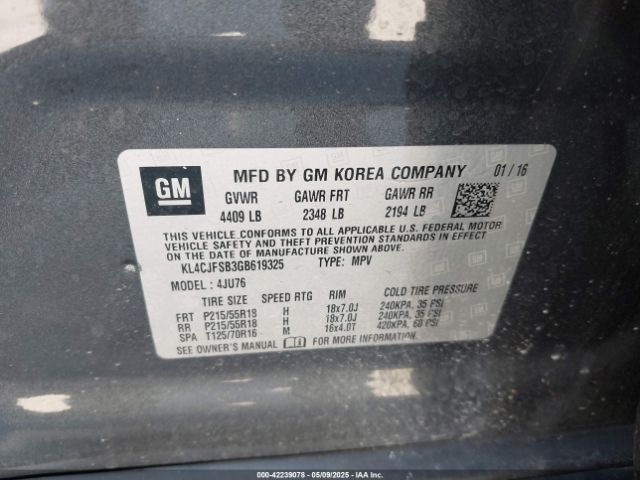 GM
MFD BY GM KOREA COMPANY 01 / 16
GVWR GAWR FRT GAWR RR
4409 LB 2348 LB 2194 LB
THIS VEHICLE CONFORMS TO ALL APPLICABLE U.S. FEDERAL MOTOR
VEHICLE SAFETY AND THEFT PREVENTION STANDARDS IN EFFECT ON
THE DATE OF MANUFACTURE SHOWN ABOVE.
KL4CJFSB3GB619325 TYPE: MPV
MODEL : 4JU76
TIRE SIZE SPEED RTG RIM COLD TIRE PRESSURE
FRT P215/55R18 H 18x7.0J 240KPA, 35 PSI
RR P215/55R18 H 18x7.0J 240KPA, 35 PSI
SPA T125/70R16 M 16x4.0T 420KPA, 60 PSI
SEE OWNER'S MANUAL FOR MORE INFORMATION
000-42239078 - 05/09/2025 - IAAI.CA